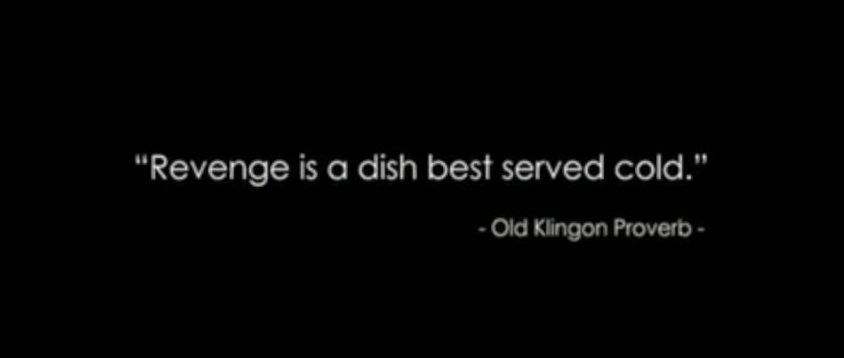 “Revenge is a dish best served cold.”
- Old Klingon Proverb -